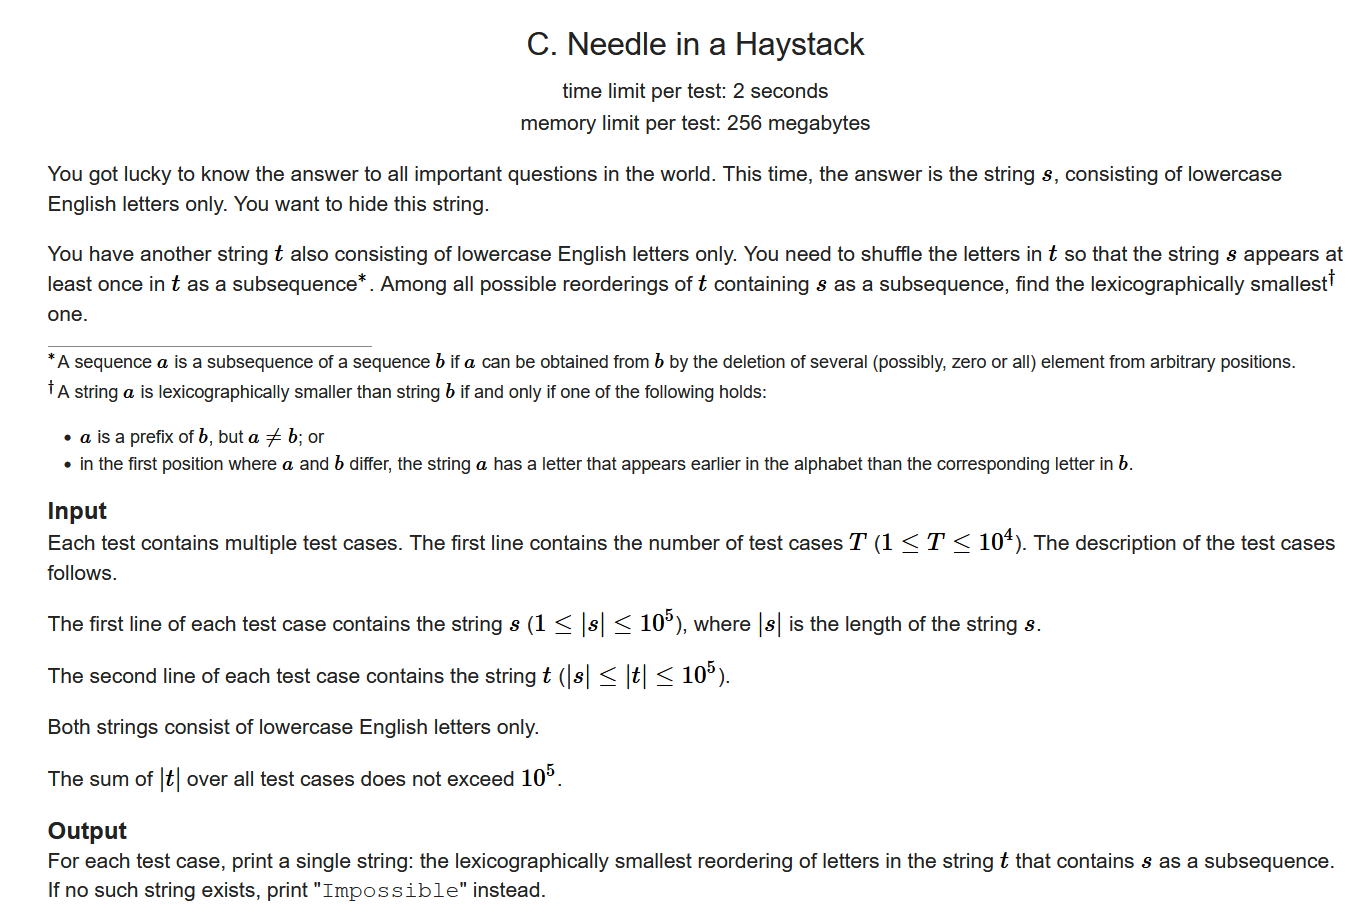 C. Needle in a Haystack
time limit per test: 2 seconds
memory limit per test: 256 megabytes
You got lucky to know the answer to all important questions in the world. This time, the answer is the string s, consisting of lowercase
English letters only. You want to hide this string.
You have another string t also consisting of lowercase English letters only. You need to shuffle the letters in t so that the string s appears at
least once in t as a subsequence*. Among all possible reorderings of t containing s as a subsequence, find the lexicographically smallest†
one.
* A sequence a is a subsequence of a sequence b if a can be obtained from b by the deletion of several (possibly, zero or all) element from arbitrary positions.
† A string a is lexicographically smaller than string b if and only if one of the following holds:
• a is a prefix of b, but a ≠ b; or
• in the first position where a and b differ, the string a has a letter that appears earlier in the alphabet than the corresponding letter in b.
Input
Each test contains multiple test cases. The first line contains the number of test cases T (1 ≤ T ≤ 10⁴). The description of the test cases
follows.
The first line of each test case contains the string s (1 ≤ |s| ≤ 10⁵), where |s| is the length of the string s.
The second line of each test case contains the string t (|s| ≤ |t| ≤ 10⁵).
Both strings consist of lowercase English letters only.
The sum of |t| over all test cases does not exceed 10⁵.
Output
For each test case, print a single string: the lexicographically smallest reordering of letters in the string t that contains s as a subsequence.
If no such string exists, print "Impossible" instead.